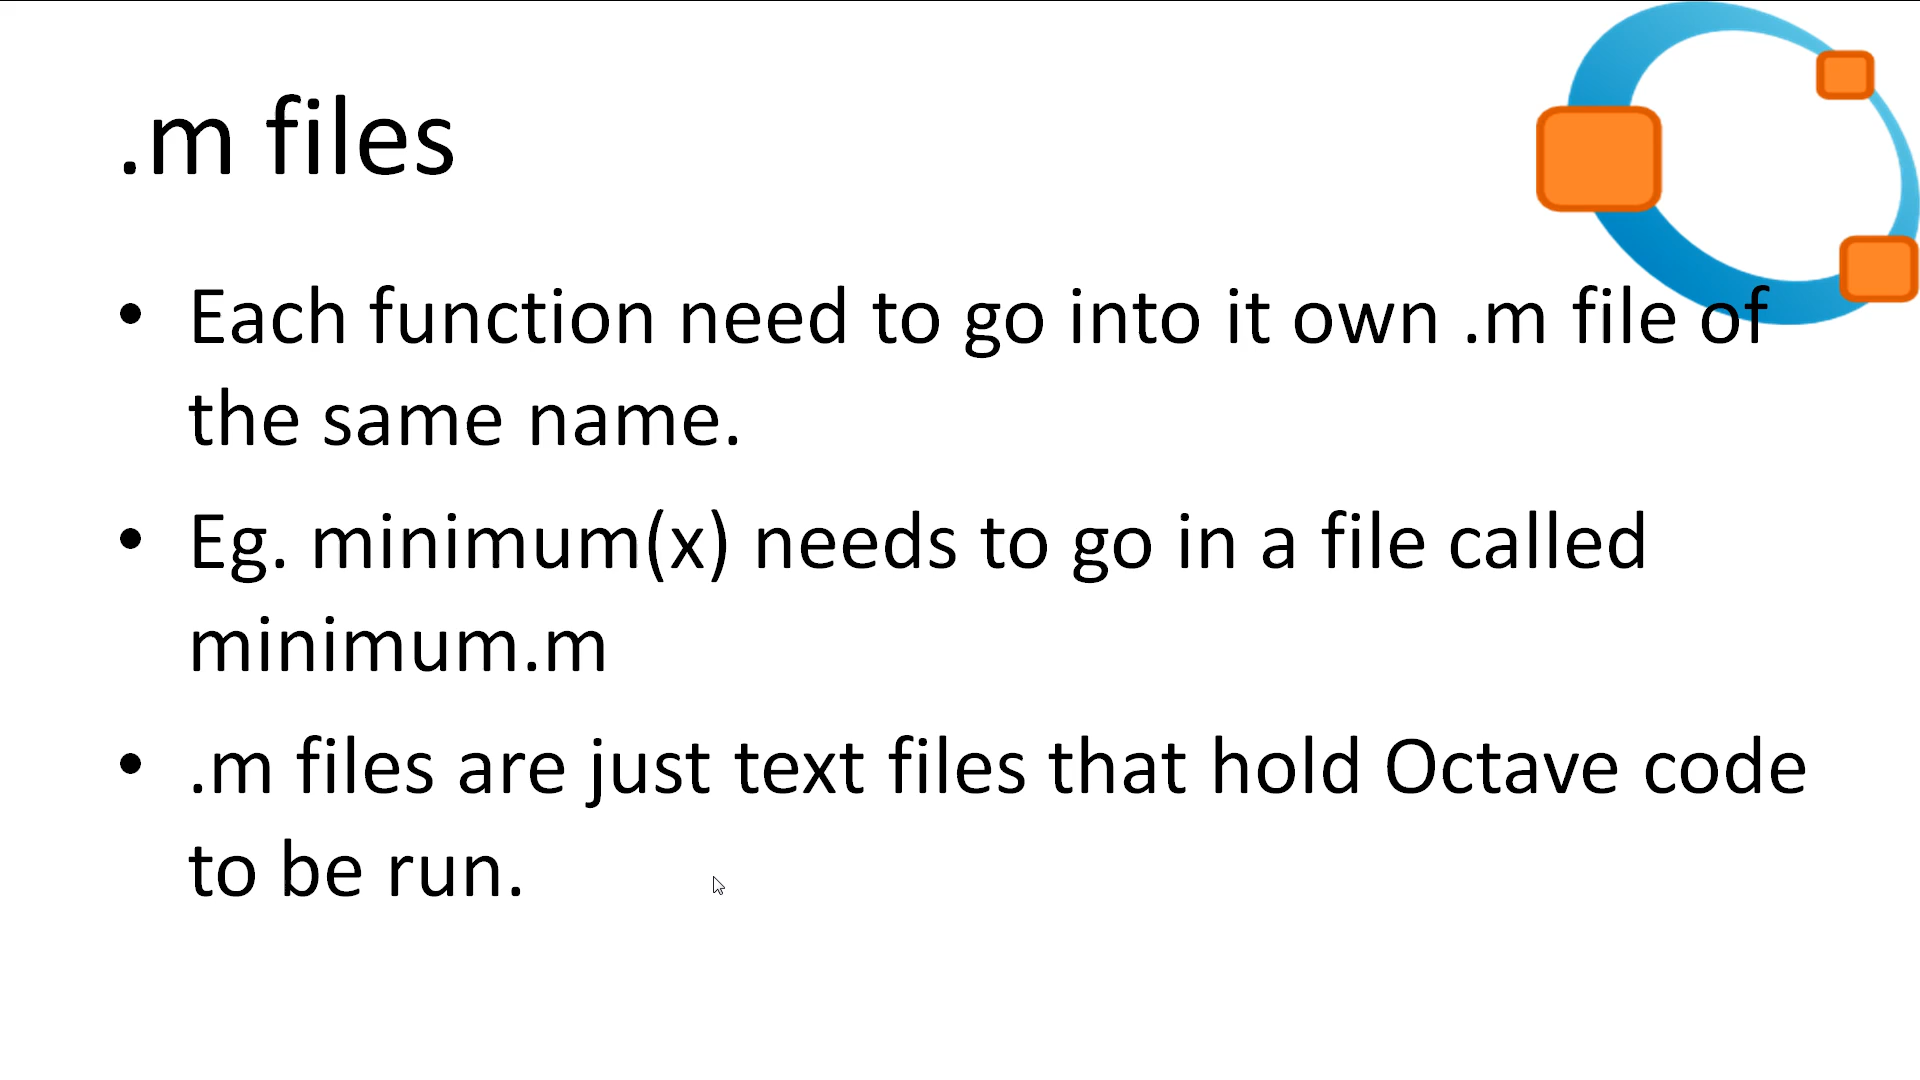 .m files
• Each function need to go into it own .m file of
the same name.
• Eg. minimum(x) needs to go in a file called
minimum.m
• .m files are just text files that hold Octave code
to be run.